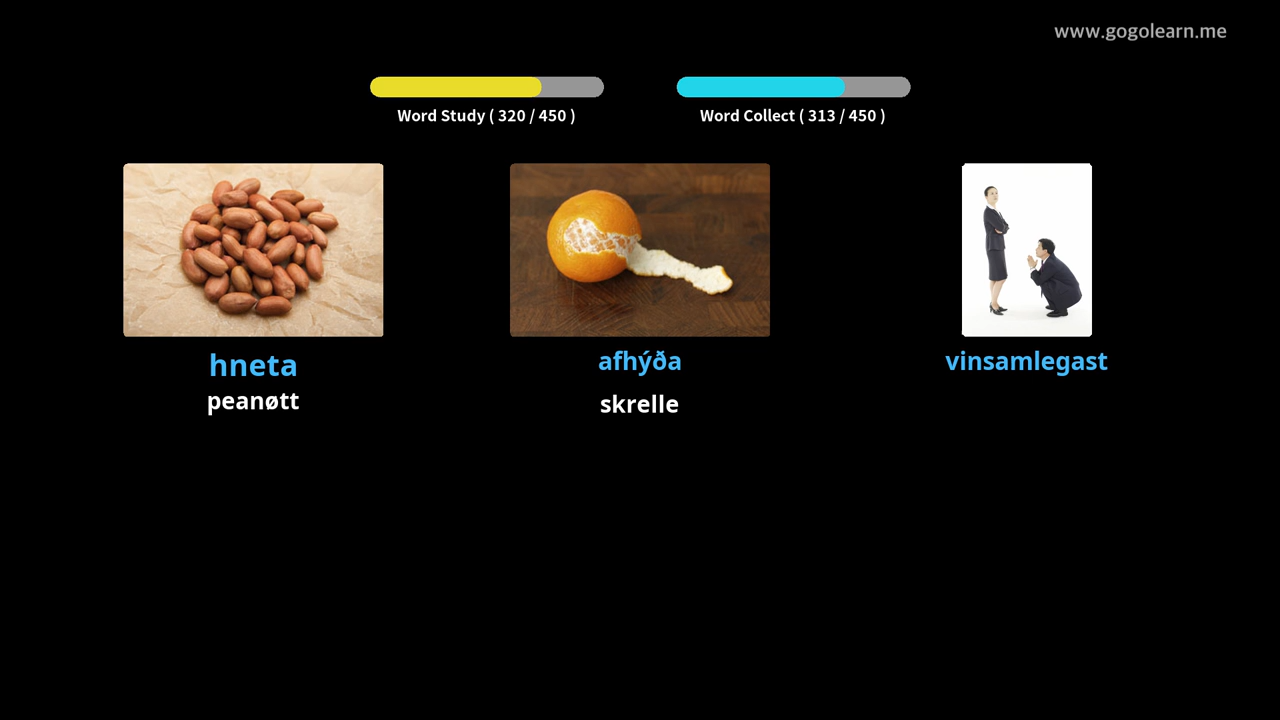 www.gogolearn.me
Word Study ( 320 / 450 )
Word Collect ( 313 / 450 )
hneta
peanøtt
afhýða
skrelle
vinsamlegast